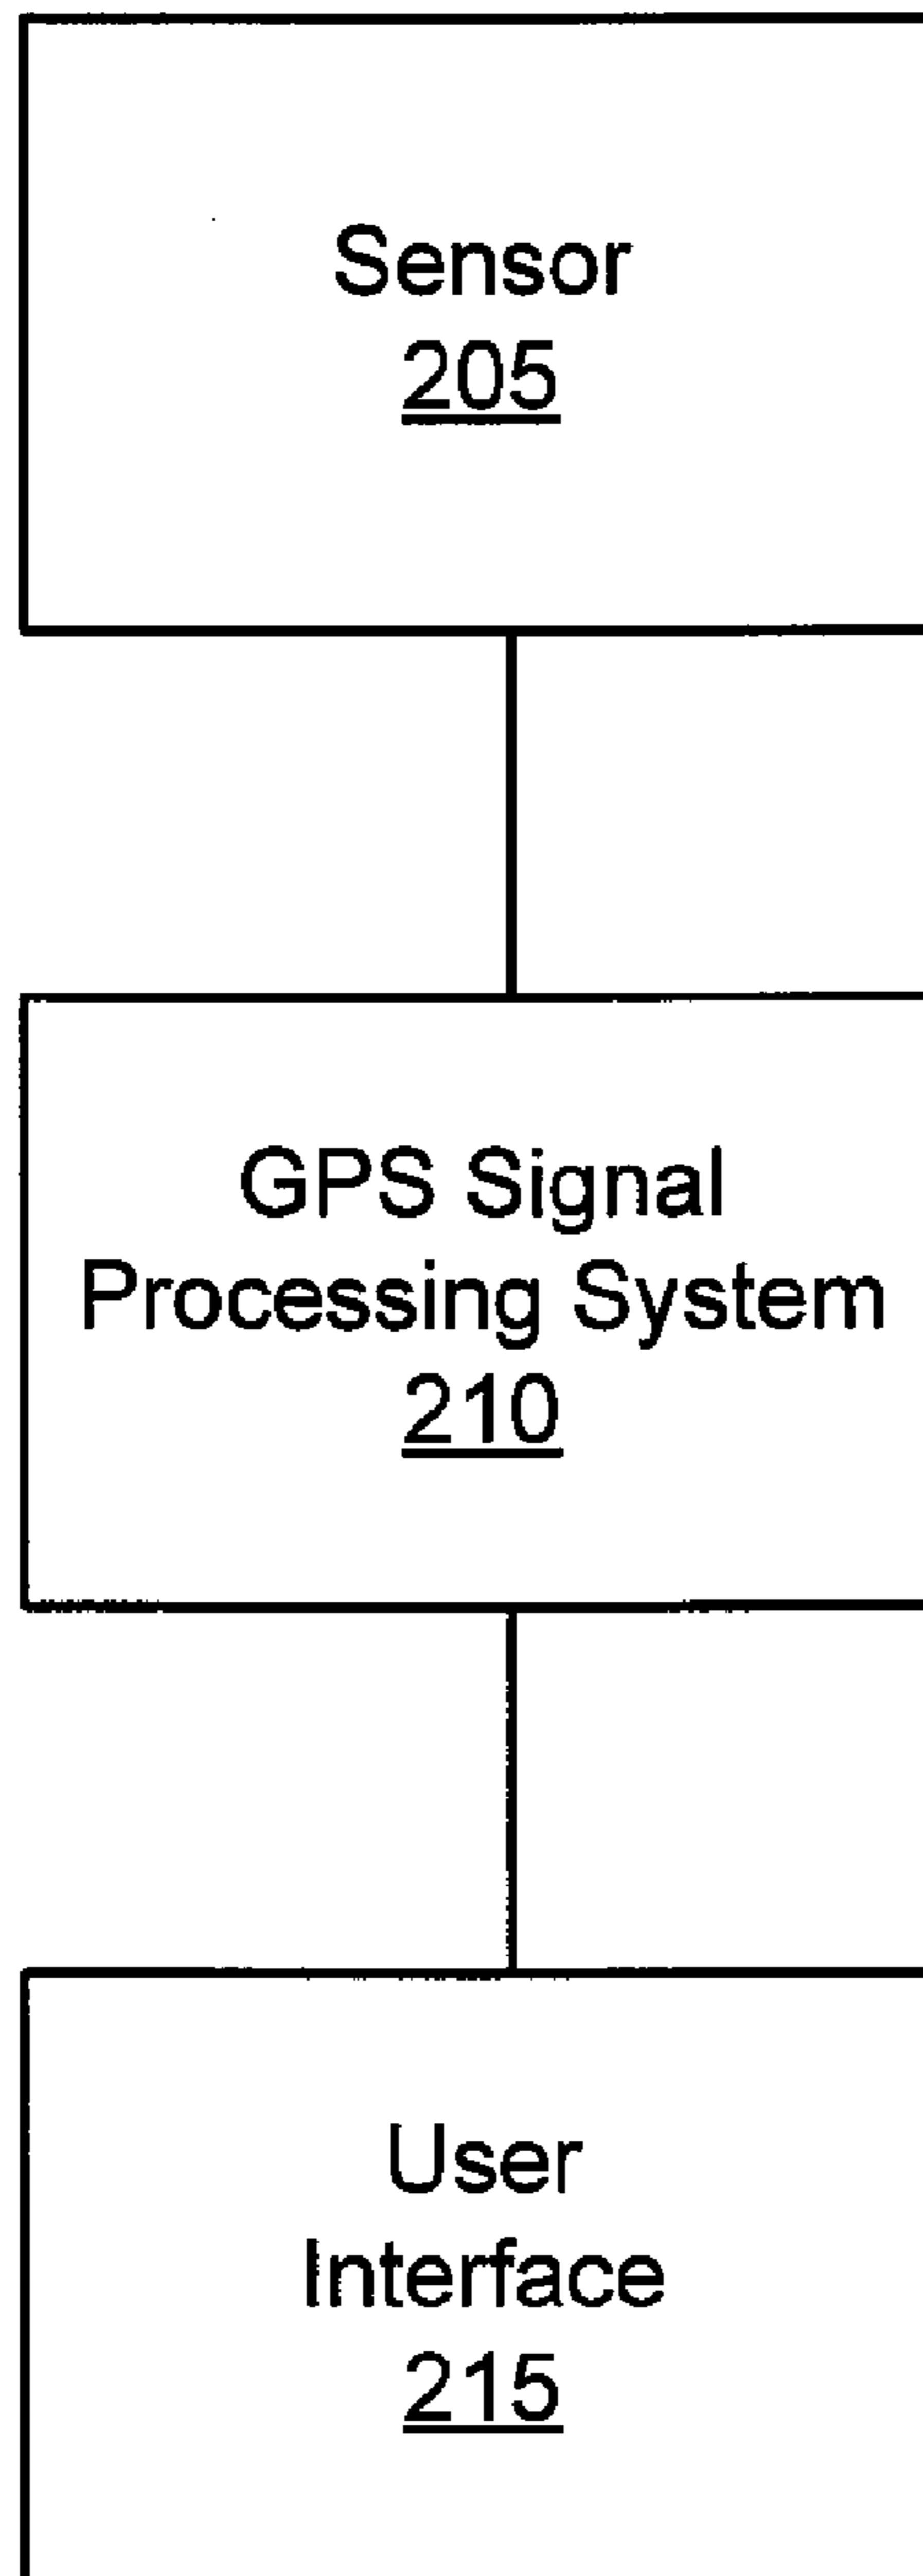 Sensor
205
GPS Signal
Processing System
210
User
Interface
215